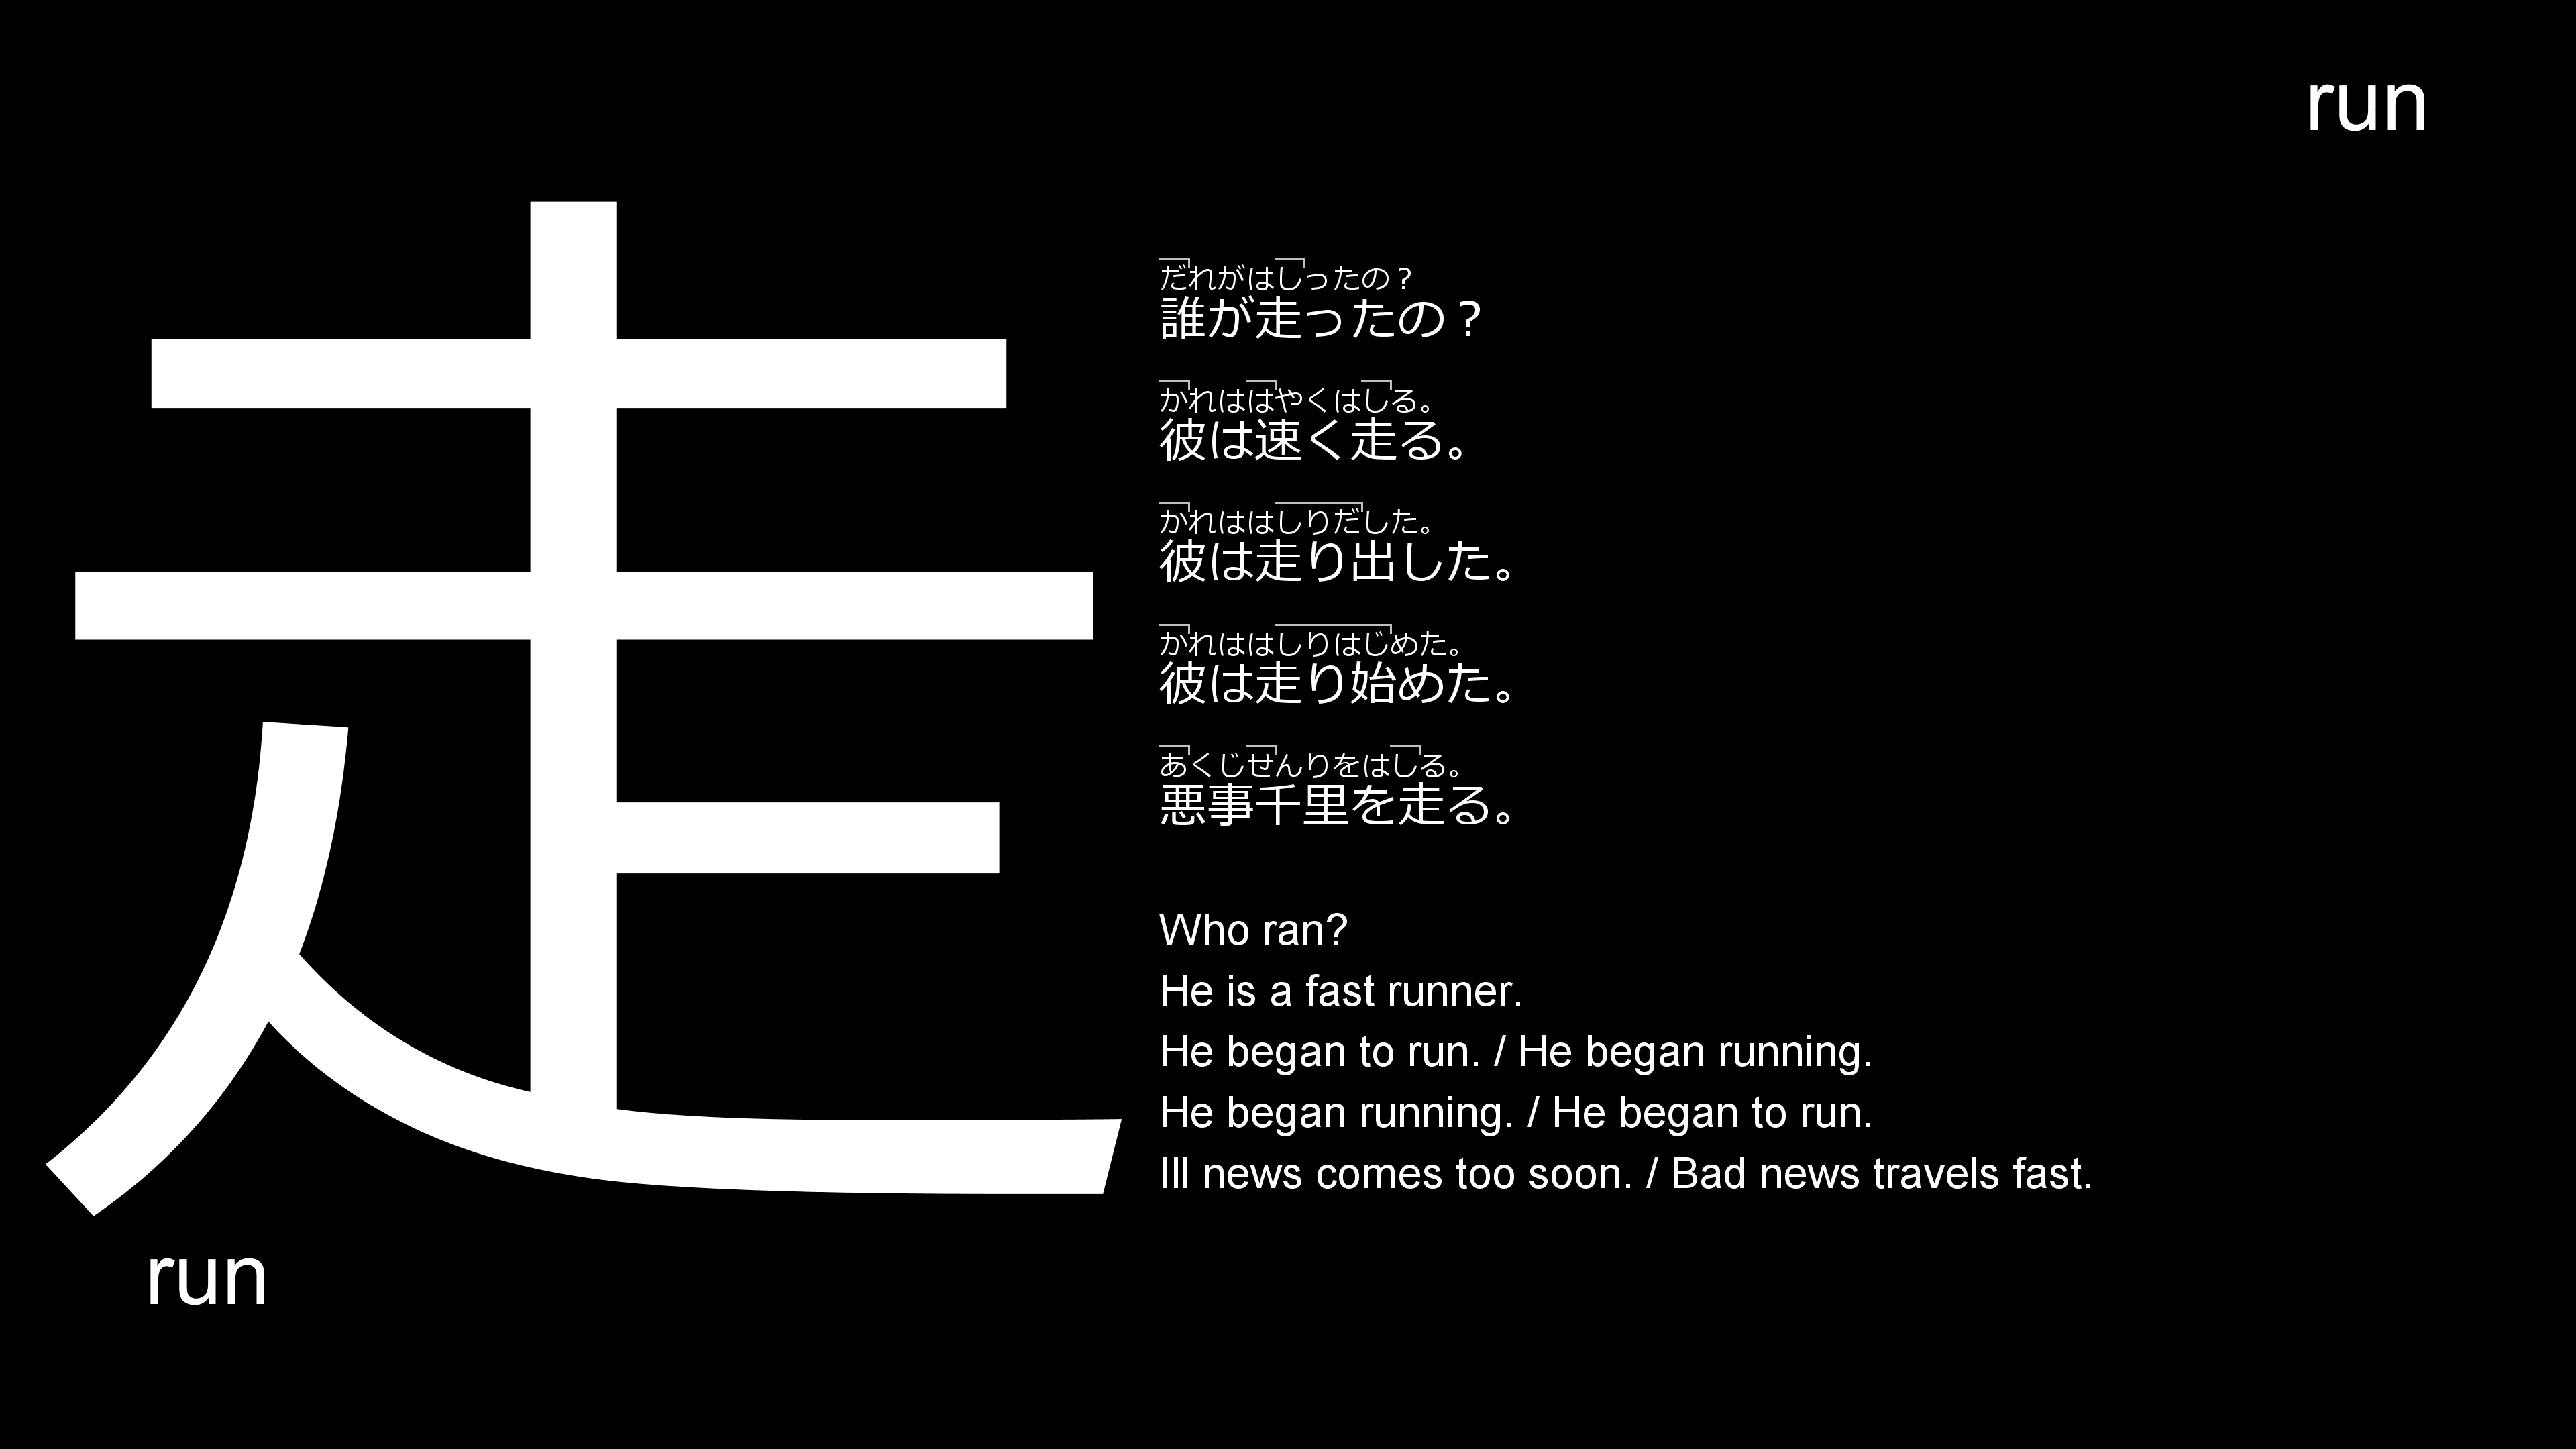 run
走
run
だれがはしったの？
誰が走ったの？
かれははやくはしる。
彼は速く走る。
かれははしりだした。
彼は走り出した。
かれははしりはじめた。
彼は走り始めた。
あくじせんりをはしる。
悪事千里を走る。
Who ran?
He is a fast runner.
He began to run. / He began running.
He began running. / He began to run.
Ill news comes too soon. / Bad news travels fast.